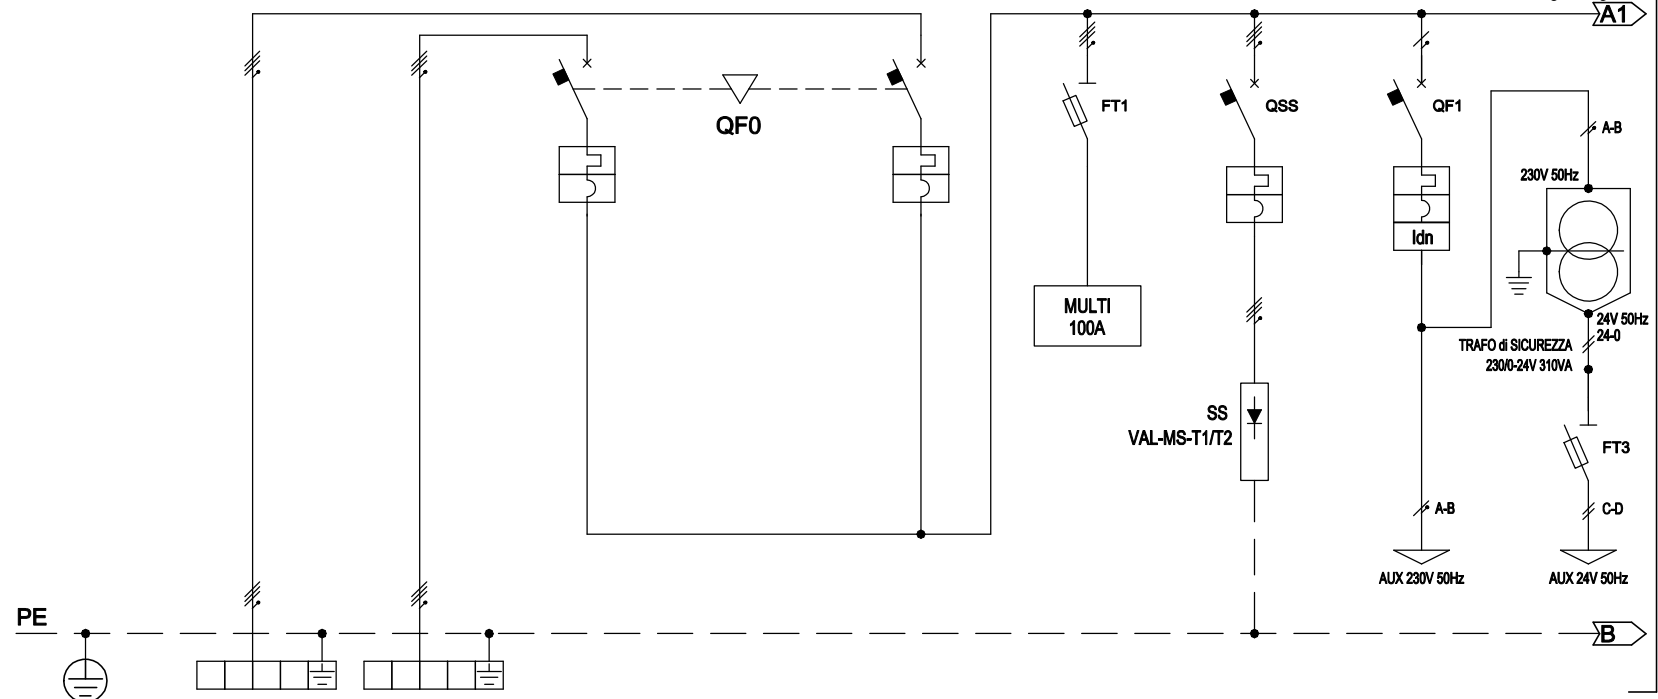 A1
QF0
FT1
QSS
QF1
A-B
230V 50Hz
Idn
MULTI
100A
24V 50Hz
24-0
TRAFO di SICUREZZA
230/0-24V 310VA
SS
VAL-MS-T1/T2
FT3
A-B
C-D
AUX 230V 50Hz
AUX 24V 50Hz
PE
B